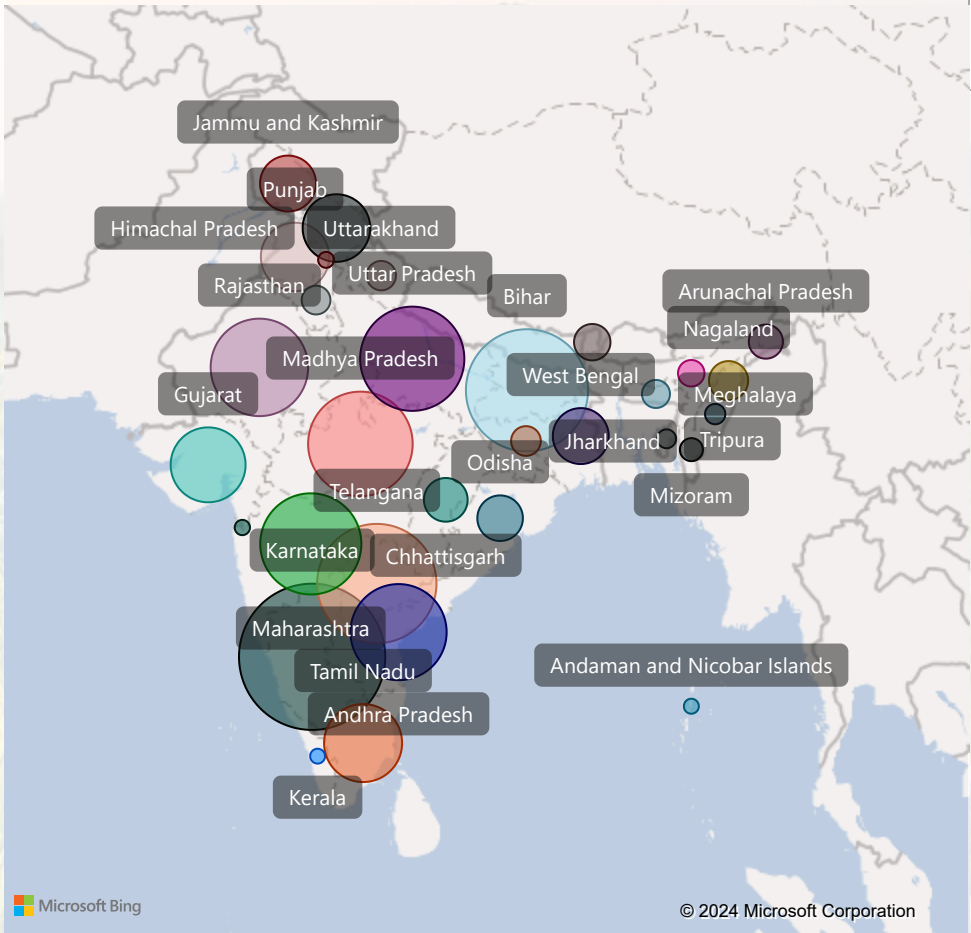 Jammu and Kashmir
Punjab
Himachal Pradesh
Uttarakhand
Uttar Pradesh
Rajasthan
Bihar
Arunachal Pradesh
Nagaland
Madhya Pradesh
West Bengal
Gujarat
Meghalaya
Jharkhand
Tripura
Odisha
Telangana
Mizoram
Karnataka
Chhattisgarh
Maharashtra
Tamil Nadu
Andaman and Nicobar Islands
Andhra Pradesh
Kerala
Microsoft Bing
© 2024 Microsoft Corporation